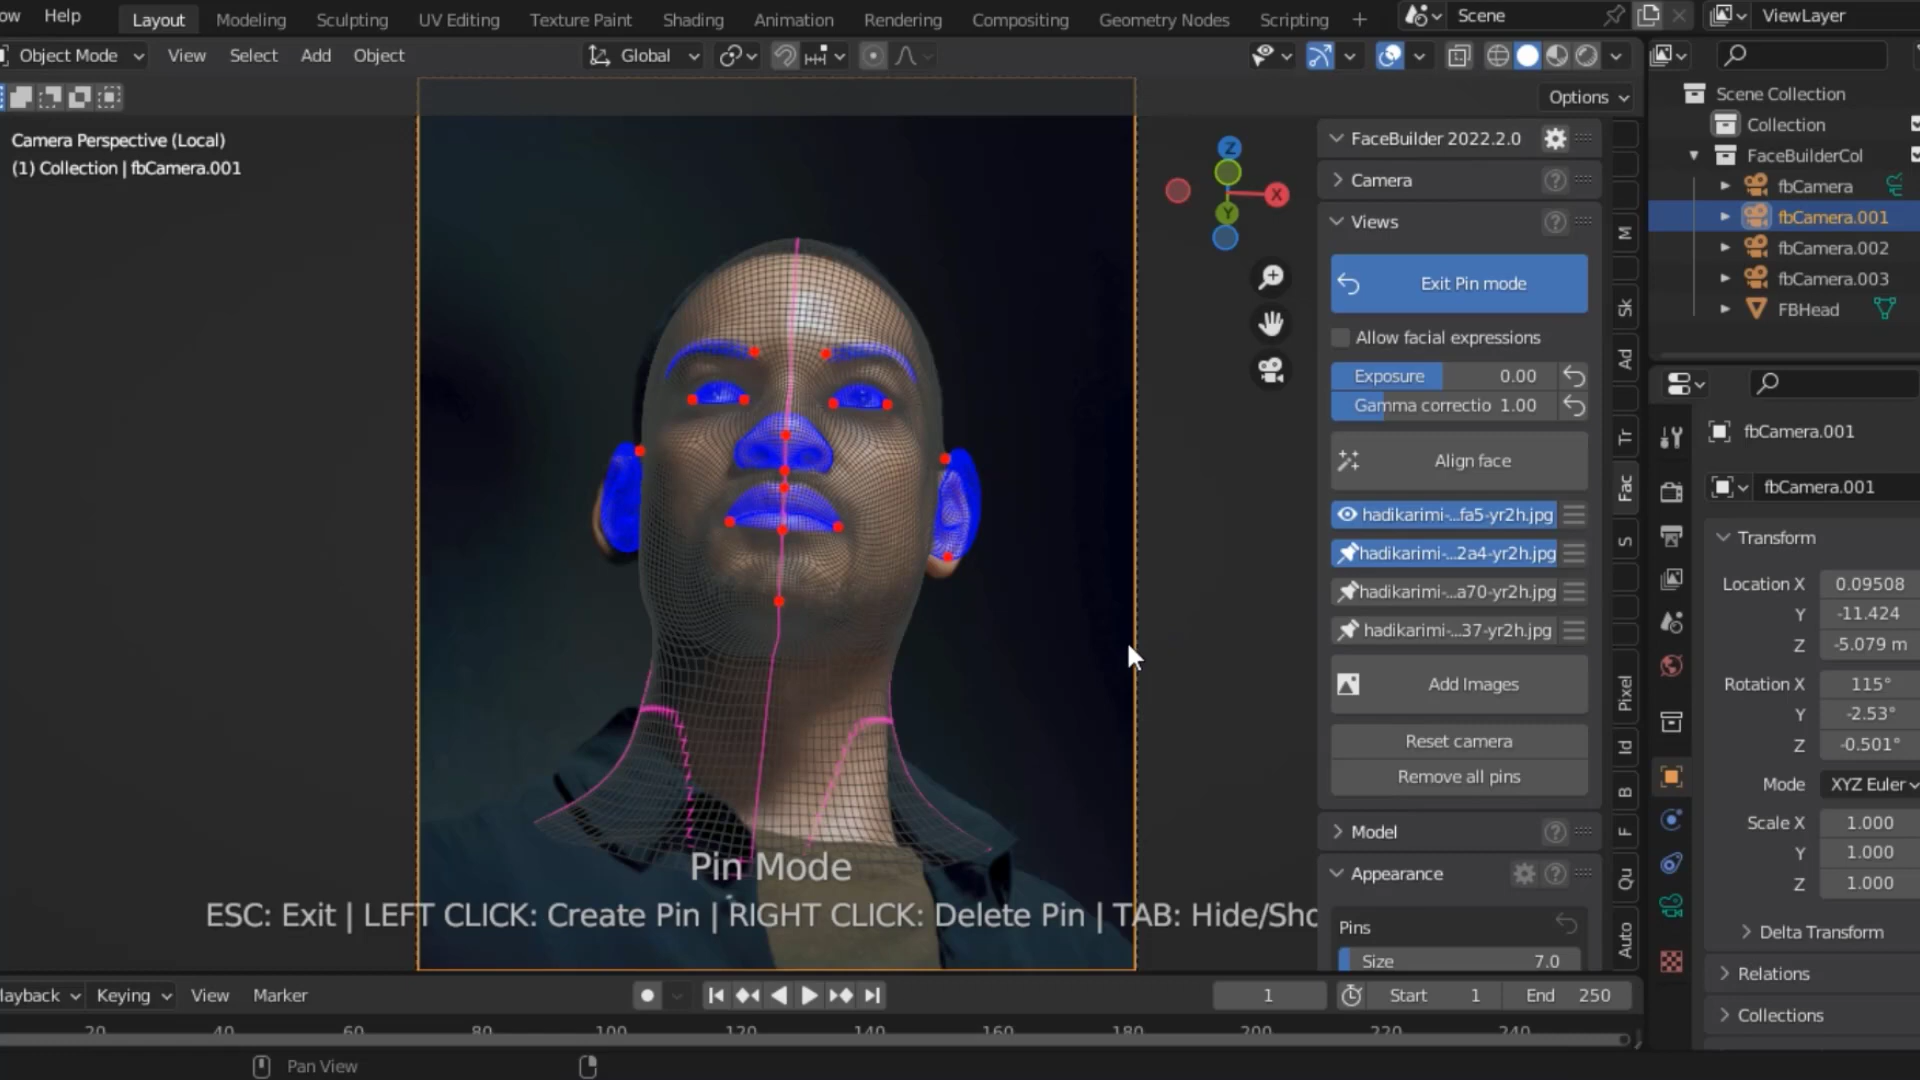 ow Help Layout Modeling Sculpting UV Editing Texture Paint Shading Animation Rendering Compositing Geometry Nodes Scripting + Scene ViewLayer
Object Mode View Select Add Object Global
Options
Camera Perspective (Local)
(1) Collection | fbCamera.001
Z
X
Y
Pin Mode
ESC: Exit | LEFT CLICK: Create Pin | RIGHT CLICK: Delete Pin | TAB: Hide/Sho
FaceBuilder 2022.2.0
Camera
Views
Exit Pin mode
Allow facial expressions
Exposure 0.00
Gamma correctio 1.00
Align face
hadikarimi-...fa5-yr2h.jpg
hadikarimi-...2a4-yr2h.jpg
hadikarimi-...a70-yr2h.jpg
hadikarimi-...37-yr2h.jpg
Add Images
Reset camera
Remove all pins
Model
Appearance
Pins
Size 7.0
M
Sk
Ad
Tr
Fac
S
Pixel
Id
B
F
Qu
Auto
Scene Collection
Collection
FaceBuilderCol
fbCamera
fbCamera.001
fbCamera.002
fbCamera.003
FBHead
fbCamera.001
fbCamera.001
Transform
Location X 0.09508
Y -11.424
Z -5.079 m
Rotation X 115°
Y -2.53°
Z -0.501°
Mode XYZ Euler
Scale X 1.000
Y 1.000
Z 1.000
Delta Transform
Relations
Collections
layback Keying View Marker 1 Start 1 End 250
20 40 60 80 100 120 140 160 180 200 220 240
Pan View